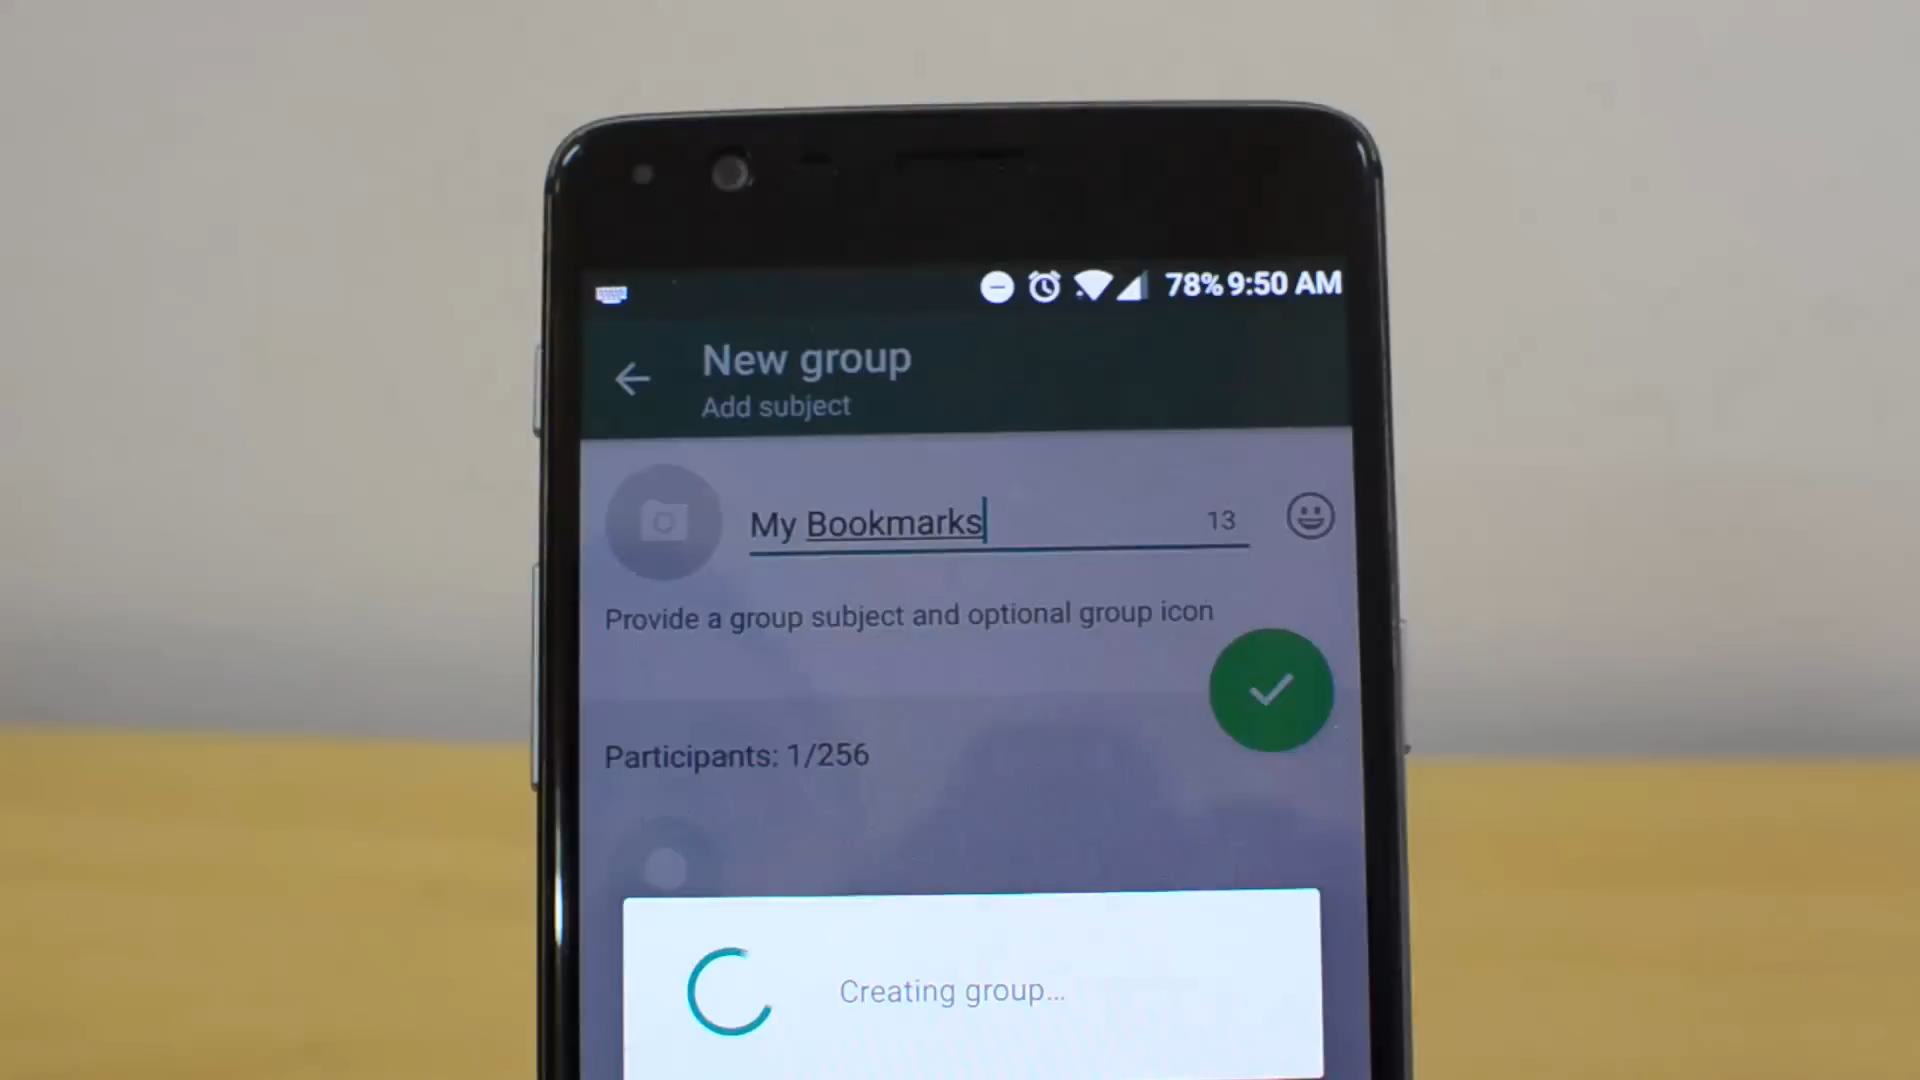 78% 9:50 AM
New group
Add subject
My Bookmarks 13
Provide a group subject and optional group icon
Participants: 1/256
Creating group...